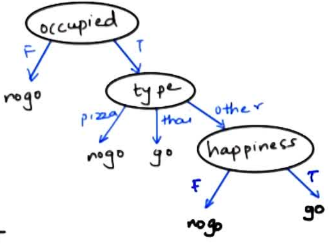 occupied
F T
nogo
type
pizza thai other
nogo go
happiness
F T
nogo go